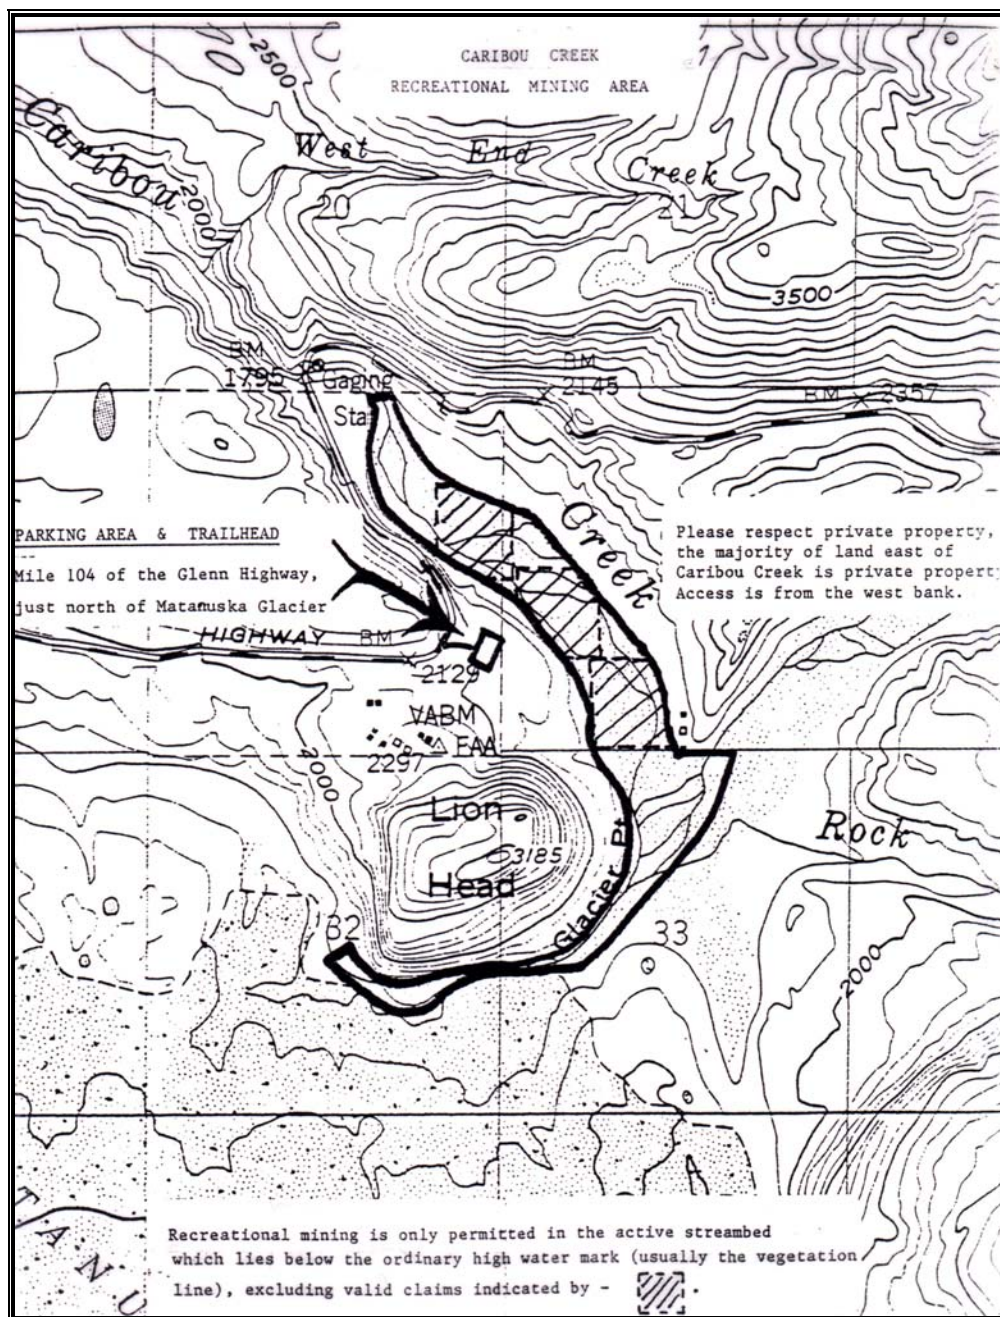 CARIBOU CREEK
RECREATIONAL MINING AREA
2500
Caribou
2000
West End Creek
20
21
3500
BM
1795
Gaging
Sta
BM
2145
BM 2357
Creek
PARKING AREA & TRAILHEAD
Mile 104 of the Glenn Highway,
just north of Matanuska Glacier
Please respect private property,
the majority of land east of
Caribou Creek is private propert
Access is from the west bank.
HIGHWAY BM
2129
VABM
FAA
2297
2000
Lion
3185
Head
Glacier Pt
Rock
32
33
2000
TANU
Recreational mining is only permitted in the active streambed
which lies below the ordinary high water mark (usually the vegetation
line), excluding valid claims indicated by - .